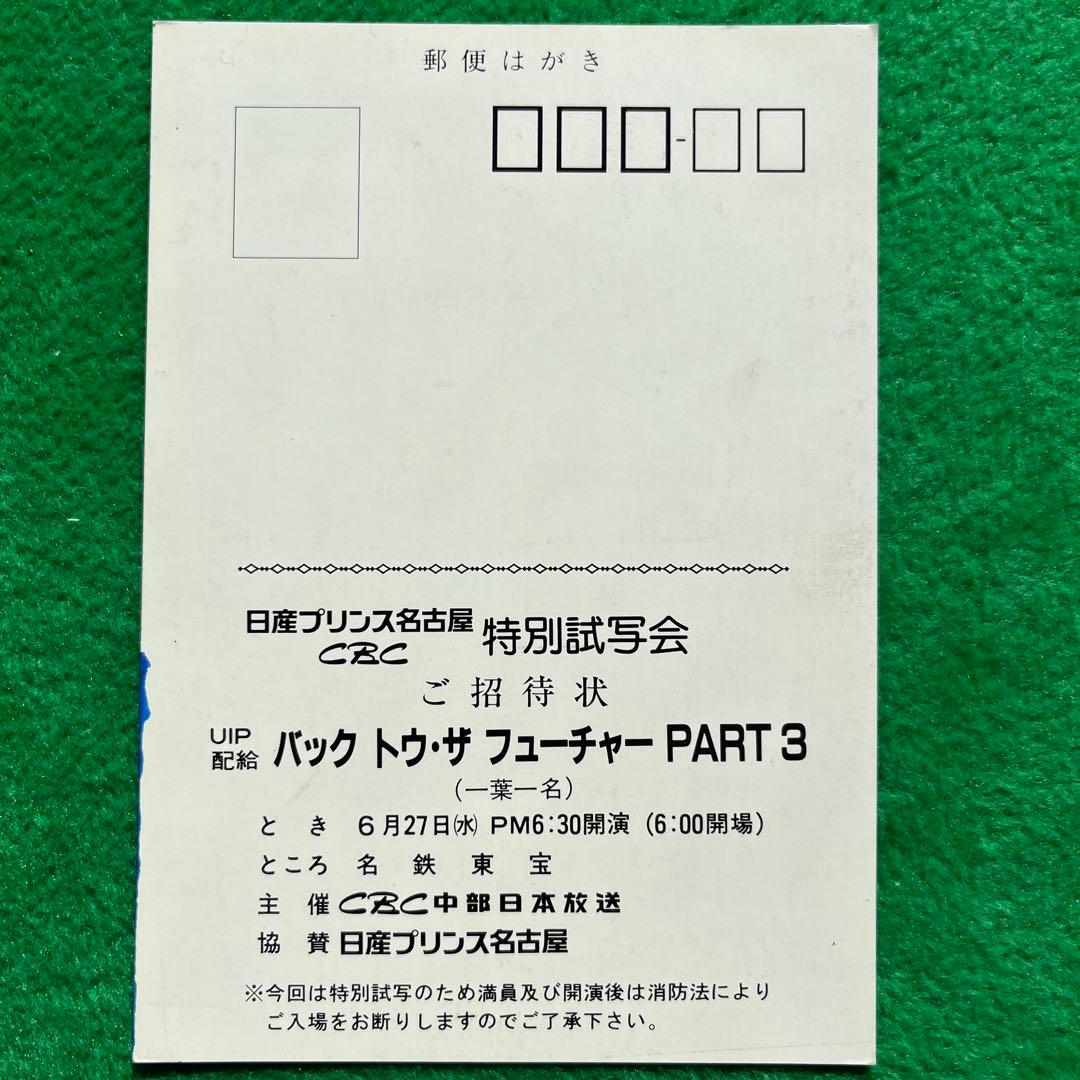 郵便はがき
-
日産プリンス名古屋
CBC
特別試写会
ご招待状
UIP
配給
バック トウ・ザ フューチャー PART 3
(一葉一名)
とき 6月27日㈬ PM6:30開演 (6:00開場)
ところ 名鉄東宝
主催 CBC中部日本放送
協賛 日産プリンス名古屋
※今回は特別試写のため満員及び開演後は消防法により
ご入場をお断りしますのでご了承下さい。